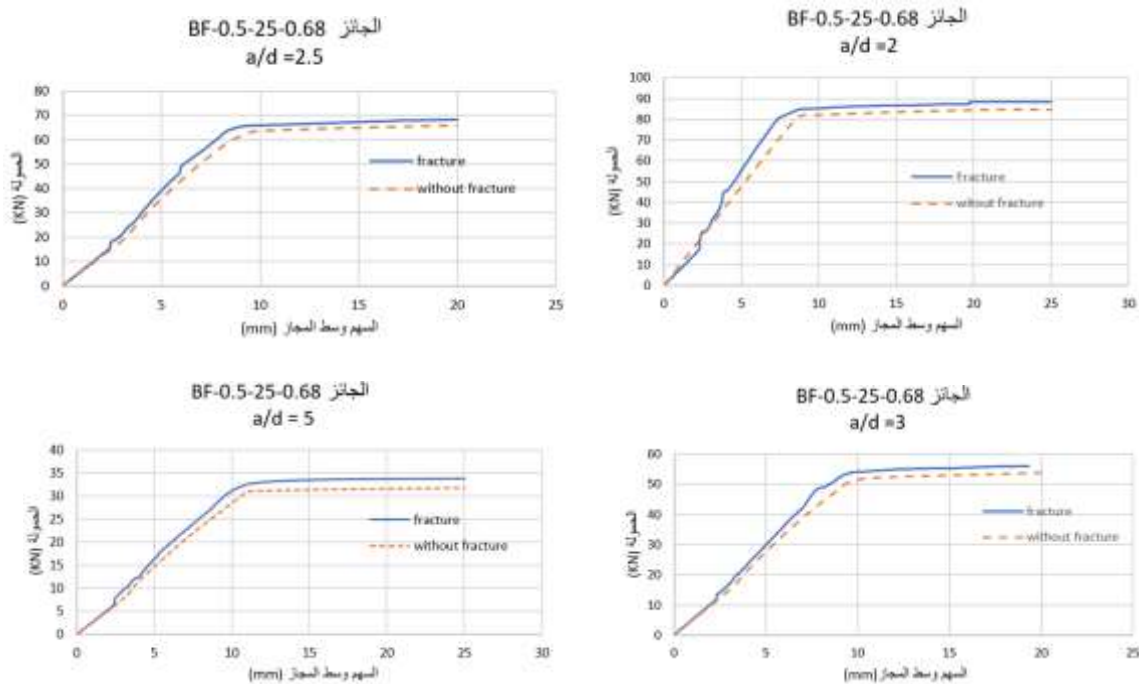 الجائز BF-0.5-25-0.68
a/d =2.5
80
70
60
50
40
30
20
10
0
0 5 10 15 20 25
الحمولة (KN)
السهم وسط المجاز (mm)
fracture
without fracture
الجائز BF-0.5-25-0.68
a/d =2
100
90
80
70
60
50
40
30
20
10
0
0 5 10 15 20 25 30
الحمولة (KN)
السهم وسط المجاز (mm)
Fracture
without fracture
الجائز BF-0.5-25-0.68
a/d = 5
40
35
30
25
20
15
10
5
0
0 5 10 15 20 25 30
الحمولة (KN)
السهم وسط المجاز (mm)
fracture
without fracture
الجائز BF-0.5-25-0.68
a/d =3
60
50
40
30
20
10
0
0 5 10 15 20 25
الحمولة (KN)
السهم وسط المجاز (mm)
fracture
without fracture